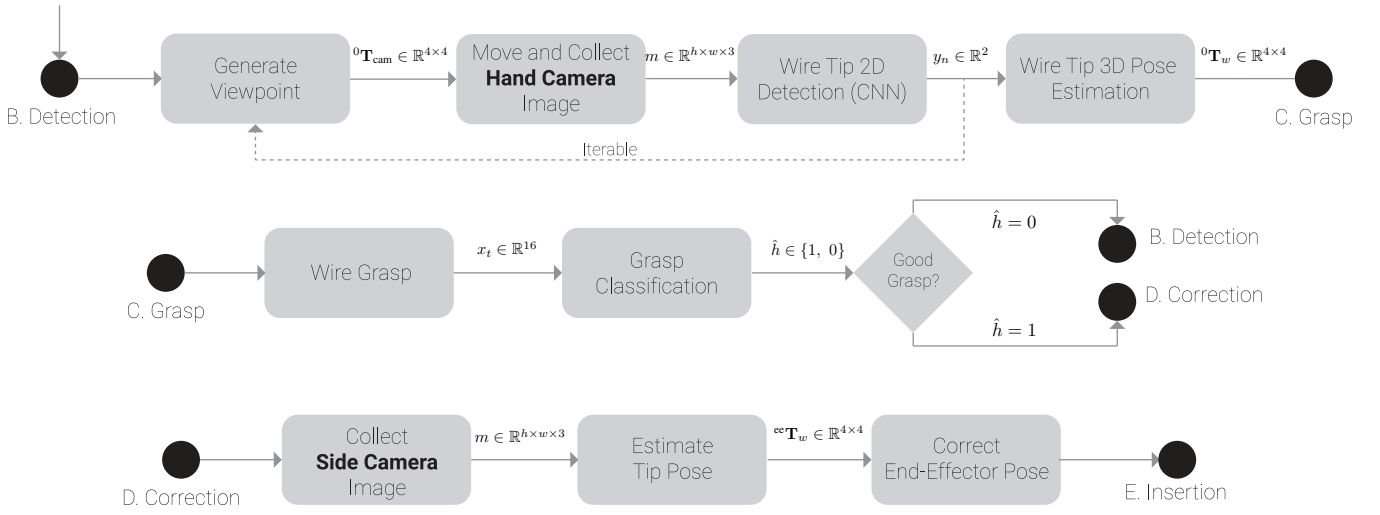 B. Detection
Generate
Viewpoint
⁰T_cam ∈ ℝ^{4×4}
Move and Collect
Hand Camera
Image
m ∈ ℝ^{h×w×3}
Wire Tip 2D
Detection (CNN)
y_n ∈ ℝ²
Wire Tip 3D Pose
Estimation
⁰T_w ∈ ℝ^{4×4}
C. Grasp
Iterable
C. Grasp
Wire Grasp
x_t ∈ ℝ^{16}
Grasp
Classification
ĥ ∈ {1, 0}
Good
Grasp?
ĥ = 0
B. Detection
D. Correction
ĥ = 1
D. Correction
Collect
Side Camera
Image
m ∈ ℝ^{h×w×3}
Estimate
Tip Pose
^{ee}T_w ∈ ℝ^{4×4}
Correct
End-Effector Pose
E. Insertion